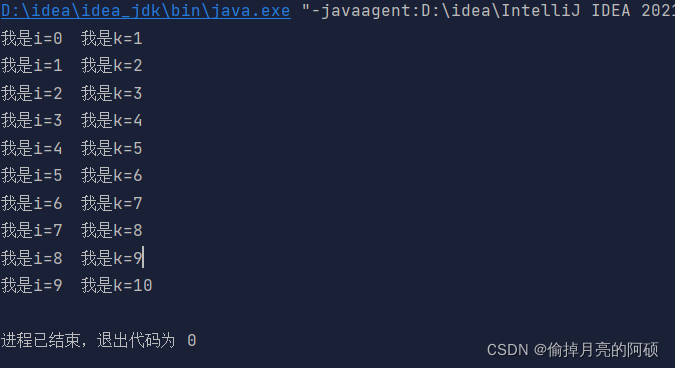 D:\idea\idea_jdk\bin\java.exe "-javaagent:D:\idea\IntelliJ IDEA 2021
我是i=0  我是k=1
我是i=1  我是k=2
我是i=2  我是k=3
我是i=3  我是k=4
我是i=4  我是k=5
我是i=5  我是k=6
我是i=6  我是k=7
我是i=7  我是k=8
我是i=8  我是k=9
我是i=9  我是k=10
进程已结束，退出代码为 0
CSDN @偷掉月亮的阿硕